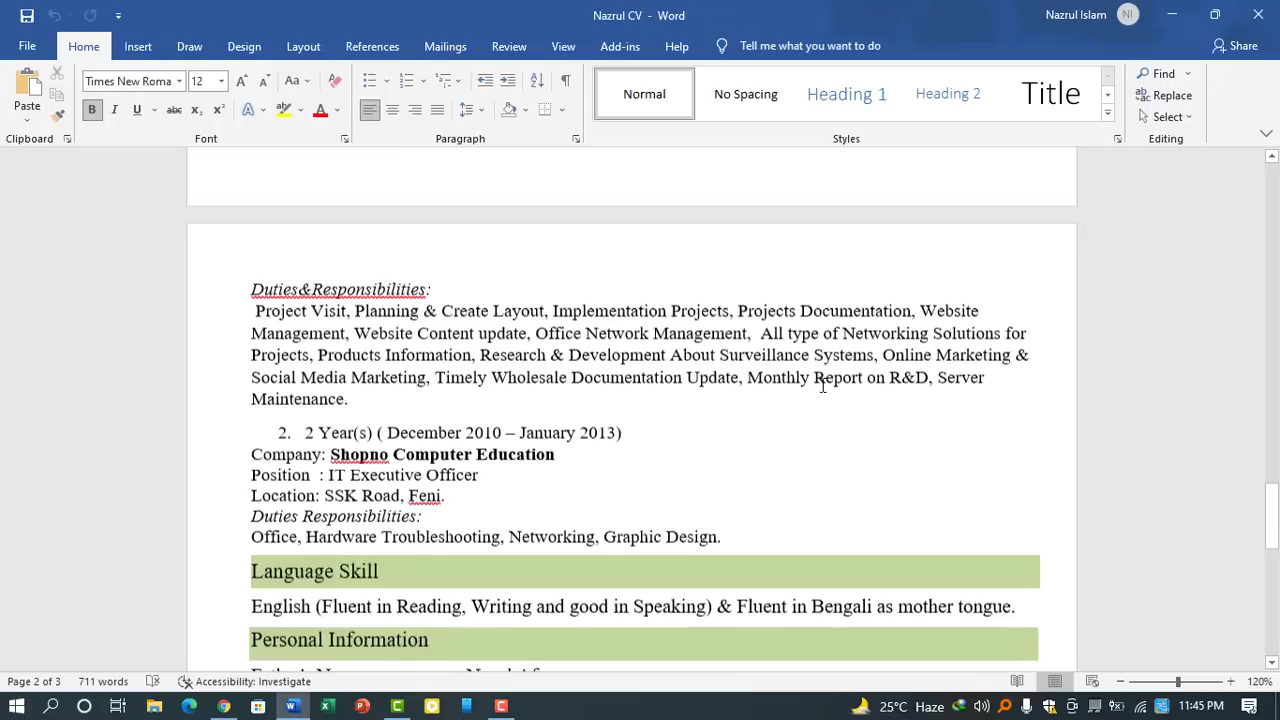 Nazrul CV - Word
Nazrul Islam NI
File Home Insert Draw Design Layout References Mailings Review View Add-ins Help Tell me what you want to do Share
Paste Times New Roma 12 Aa Normal No Spacing Heading 1 Heading 2 Title Find Replace Select
Clipboard Font Paragraph Styles Editing
Duties&Responsibilities:
Project Visit, Planning & Create Layout, Implementation Projects, Projects Documentation, Website
Management, Website Content update, Office Network Management, All type of Networking Solutions for
Projects, Products Information, Research & Development About Surveillance Systems, Online Marketing &
Social Media Marketing, Timely Wholesale Documentation Update, Monthly Report on R&D, Server
Maintenance.
2. 2 Year(s) ( December 2010 – January 2013)
Company: Shopno Computer Education
Position : IT Executive Officer
Location: SSK Road, Feni.
Duties Responsibilities:
Office, Hardware Troubleshooting, Networking, Graphic Design.
Language Skill
English (Fluent in Reading, Writing and good in Speaking) & Fluent in Bengali as mother tongue.
Personal Information
Page 2 of 3 711 words Accessibility: Investigate 120%
25°C Haze 11:45 PM